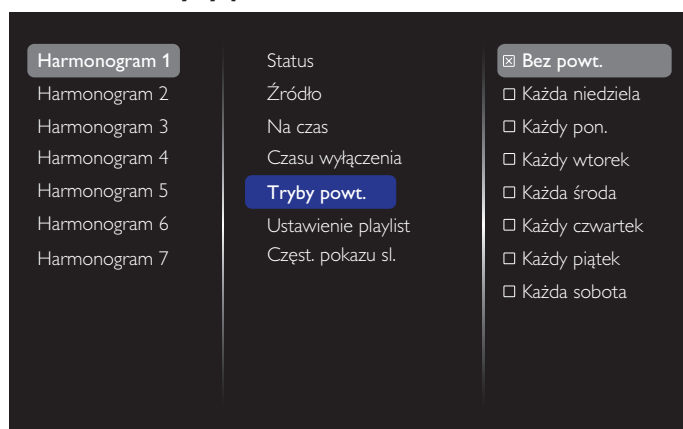 Harmonogram 1
Harmonogram 2
Harmonogram 3
Harmonogram 4
Harmonogram 5
Harmonogram 6
Harmonogram 7
Status
Źródło
Na czas
Czasu wyłączenia
Tryby powt.
Ustawienie playlist
Częst. pokazu sl.
Bez powt.
Każda niedziela
Każdy pon.
Każdy wtorek
Każda środa
Każdy czwartek
Każdy piątek
Każda sobota